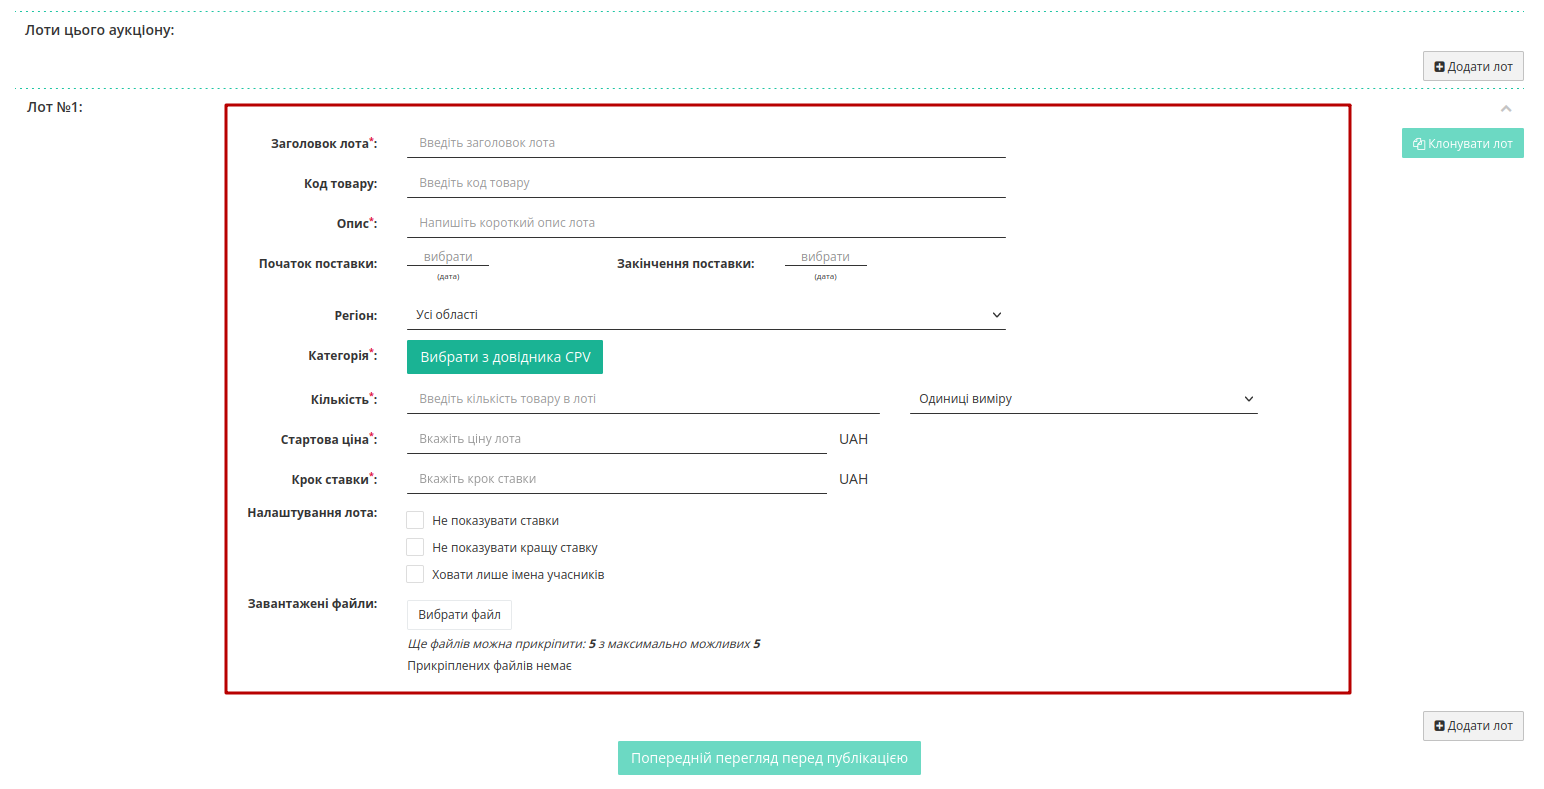 Лоти цього аукціону:
Додати лот
Лот №1:
Клонувати лот
Заголовок лота*: Введіть заголовок лота
Код товару: Введіть код товару
Опис*: Напишіть короткий опис лота
Початок поставки: вибрати Закінчення поставки: вибрати
(дата) (дата)
Регіон: Усі області
Категорія*: Вибрати з довідника CPV
Кількість*: Введіть кількість товару в лоті Одиниці виміру
Стартова ціна*: Вкажіть ціну лота UAH
Крок ставки*: Вкажіть крок ставки UAH
Налаштування лота:
Не показувати ставки
Не показувати кращу ставку
Ховати лише імена учасників
Завантажені файли:
Вибрати файл
Ще файлів можна прикріпити: 5 з максимально можливих 5
Прикріплених файлів немає
Додати лот
Попередній перегляд перед публікацією